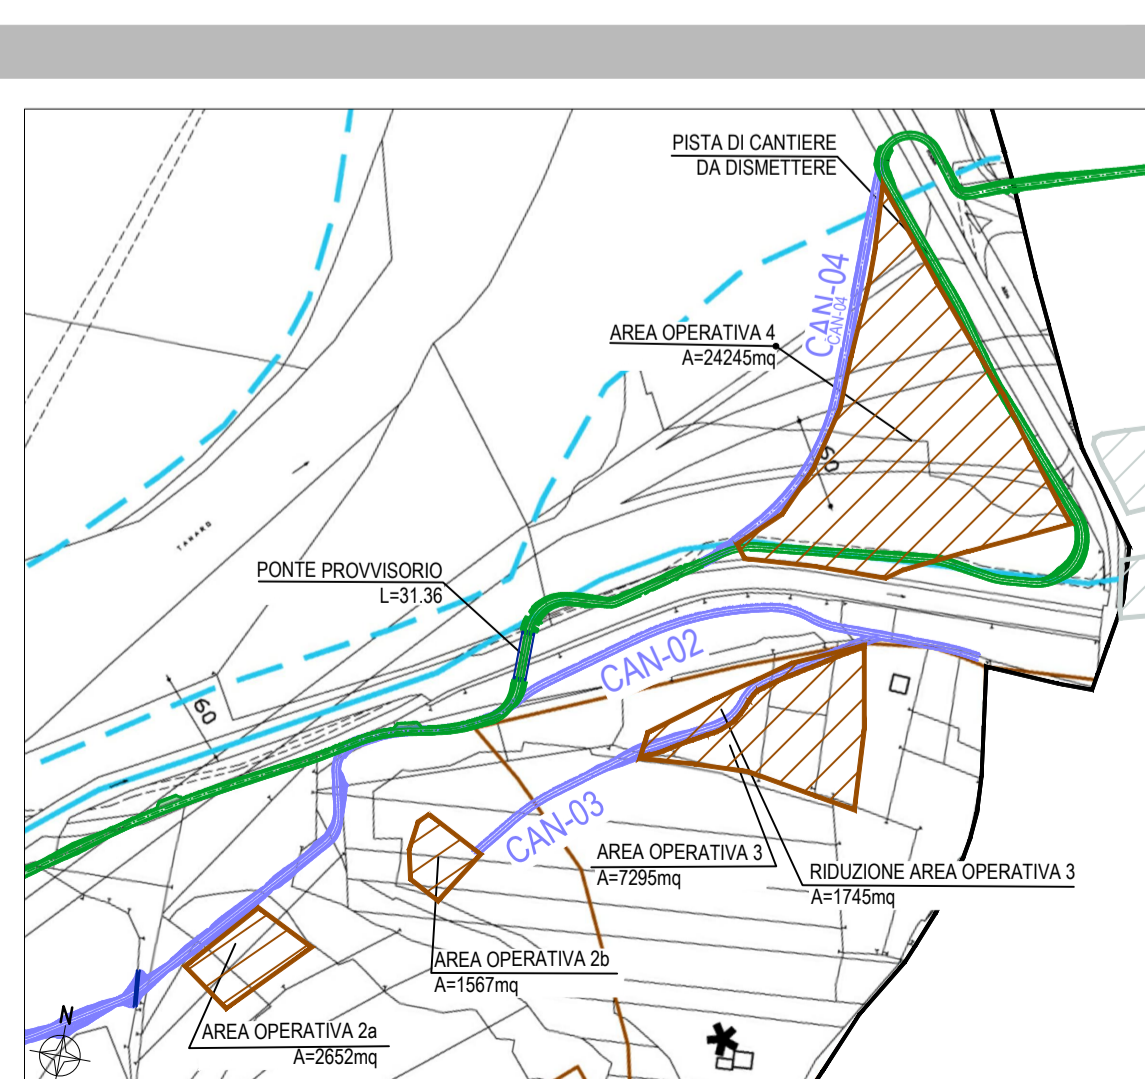 PISTA DI CANTIERE
DA DISMETTERE
CAN-04
CAN-04
AREA OPERATIVA 4
A=24245mq
60
TANARO
PONTE PROVVISORIO
L=31.36
CAN-02
60
CAN-03
AREA OPERATIVA 3
A=7295mq
RIDUZIONE AREA OPERATIVA 3
A=1745mq
AREA OPERATIVA 2b
A=1567mq
N
AREA OPERATIVA 2a
A=2652mq